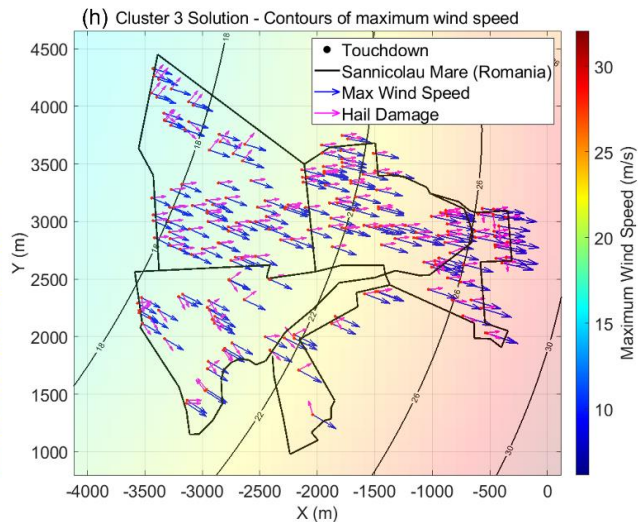 (h) Cluster 3 Solution - Contours of maximum wind speed
Touchdown
Sannicolau Mare (Romania)
Max Wind Speed
Hail Damage
Y (m)
4500
4000
3500
3000
2500
2000
1500
1000
-4000 -3500 -3000 -2500 -2000 -1500 -1000 -500 0
X (m)
18
26
22
18
26
22
30
26
30
30
25
20
15
10
Maximum Wind Speed (m/s)